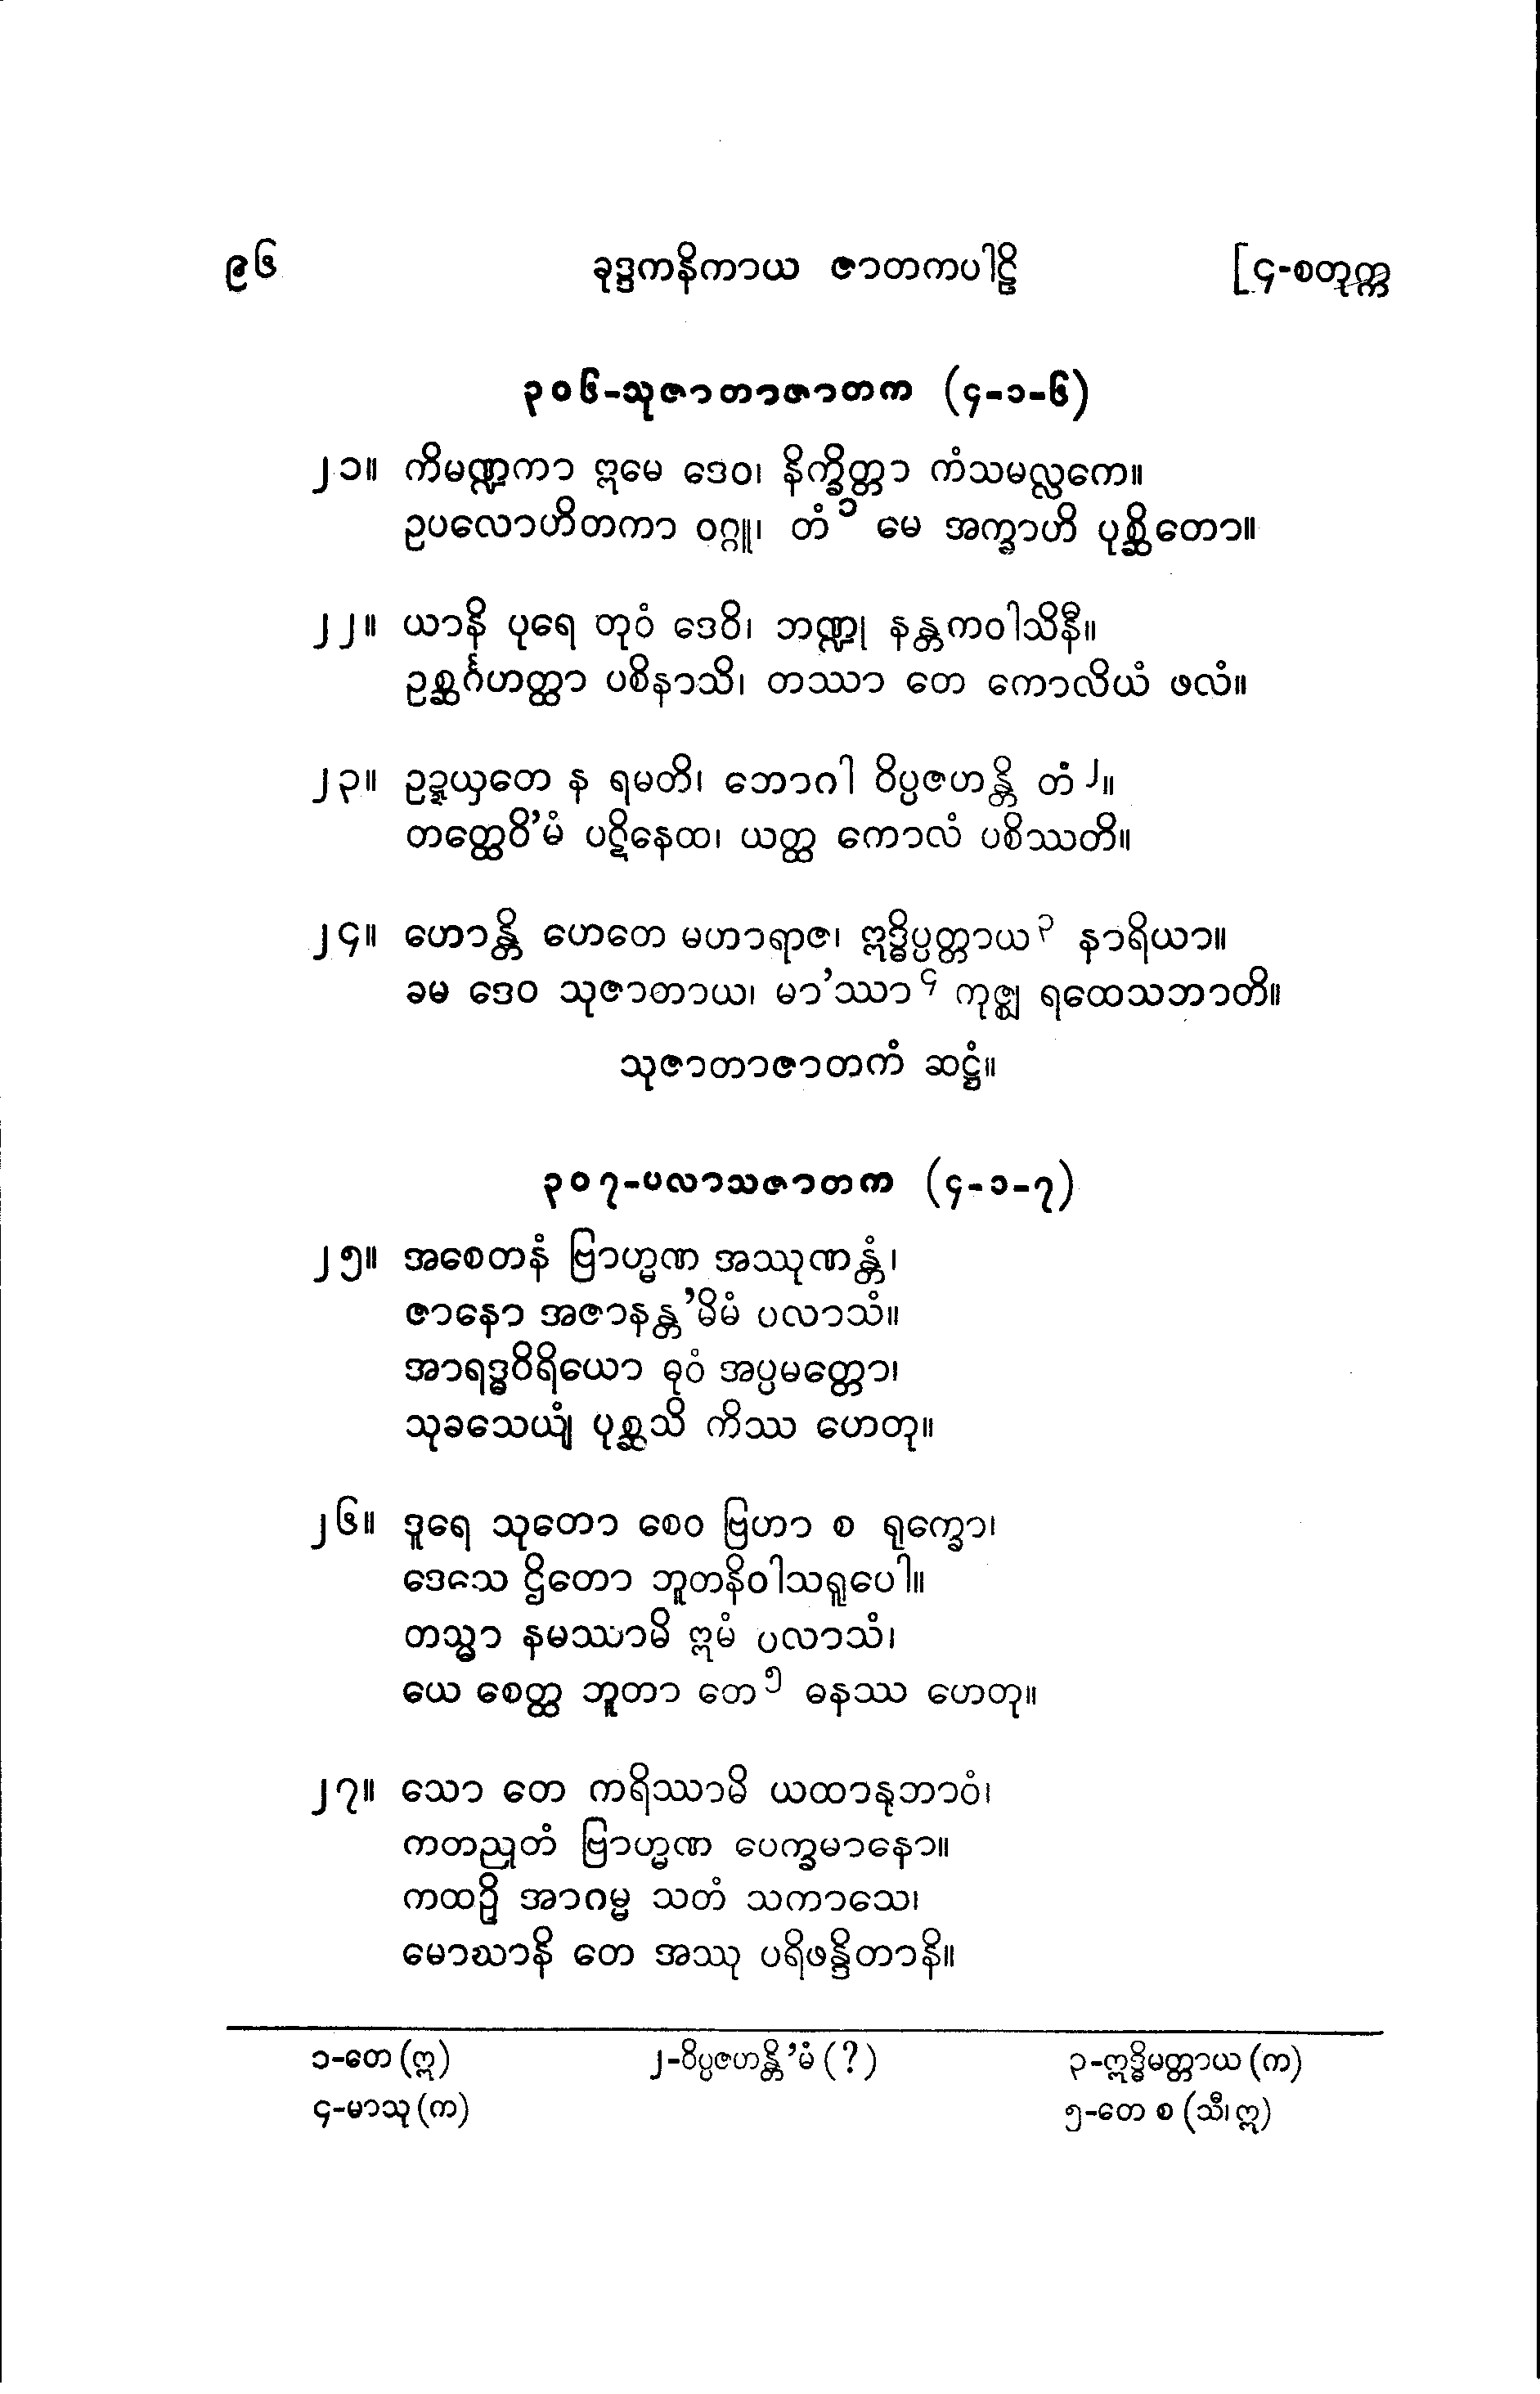 ၉၆ ခုဒ္ဒကနိကာယ ဇာတကပါဠိ [၄-စတုက္က
၃၀၆-သုဇာတာဇာတက (၄-၁-၆)
၂၁။ ကိမဏ္ဍကာ ဣမေ ဒေဝ၊ နိက္ခိတ္တာ ကံသမလ္လကေ။
ဥပလောဟိတကာ ဝဂ္ဂူ၊ တံ ၁ မေ အက္ခာဟိ ပုစ္ဆိတော။
၂၂။ ယာနိ ပုရေ တုဝံ ဒေဝိ၊ ဘဏ္ဍု နန္တကဝါသိနီ။
ဥစ္ဆင်္ဂဟတ္ထာ ပစိနာသိ၊ တဿာ တေ ကောလိယံ ဖလံ။
၂၃။ ဥဍ္ဍယှတေ န ရမတိ၊ ဘောဂါ ဝိပ္ပဇဟန္တိ တံ ၂။
တတ္ထေဝိ’မံ ပဋိနေထ၊ ယတ္ထ ကောလံ ပစိဿတိ။
၂၄။ ဟောန္တိ ဟေတေ မဟာရာဇ၊ ဣဒ္ဓိပ္ပတ္တာယ ၃ နာရိယာ။
ခမ ဒေဝ သုဇာတာယ၊ မာ’ဿာ ၄ ကုဇ္ဈ ရထေသဘာတိ။
သုဇာတာဇာတကံ ဆဋ္ဌံ။
၃၀၇-ပလာသဇာတက (၄-၁-၇)
၂၅။ အစေတနံ ဗြာဟ္မဏ အဿုဏန္တံ၊
ဇာနော အဇာနန္တ’မိမံ ပလာသံ။
အာရဒ္ဓဝိရိယော ဓုဝံ အပ္ပမတ္တော၊
သုခသေယျံ ပုစ္ဆသိ ကိဿ ဟေတု။
၂၆။ ဒူရေ သုတော စေဝ ဗြဟာ စ ရုက္ခော၊
ဒေသေ ဌိတော ဘူတနိဝါသရူပေါ။
တသ္မာ နမဿာမိ ဣမံ ပလာသံ၊
ယေ စေတ္ထ ဘူတာ တေ ၅ ဓနဿ ဟေတု။
၂၇။ သော တေ ကရိဿာမိ ယထာနုဘာဝံ၊
ကတညုတံ ဗြာဟ္မဏ ပေက္ခမာနော။
ကထဉှိ အာဂမ္မ သတံ သကာသေ၊
မောဃာနိ တေ အဿု ပရိဖန္ဒိတာနိ။
၁-တေ (ဣ) ၂-ဝိပ္ပဇဟန္တိ’မံ (?) ၃-ဣဒ္ဓိမတ္တာယ (က)
၄-မာသု (က) ၅-တေ စ (သီ၊ ဣ)